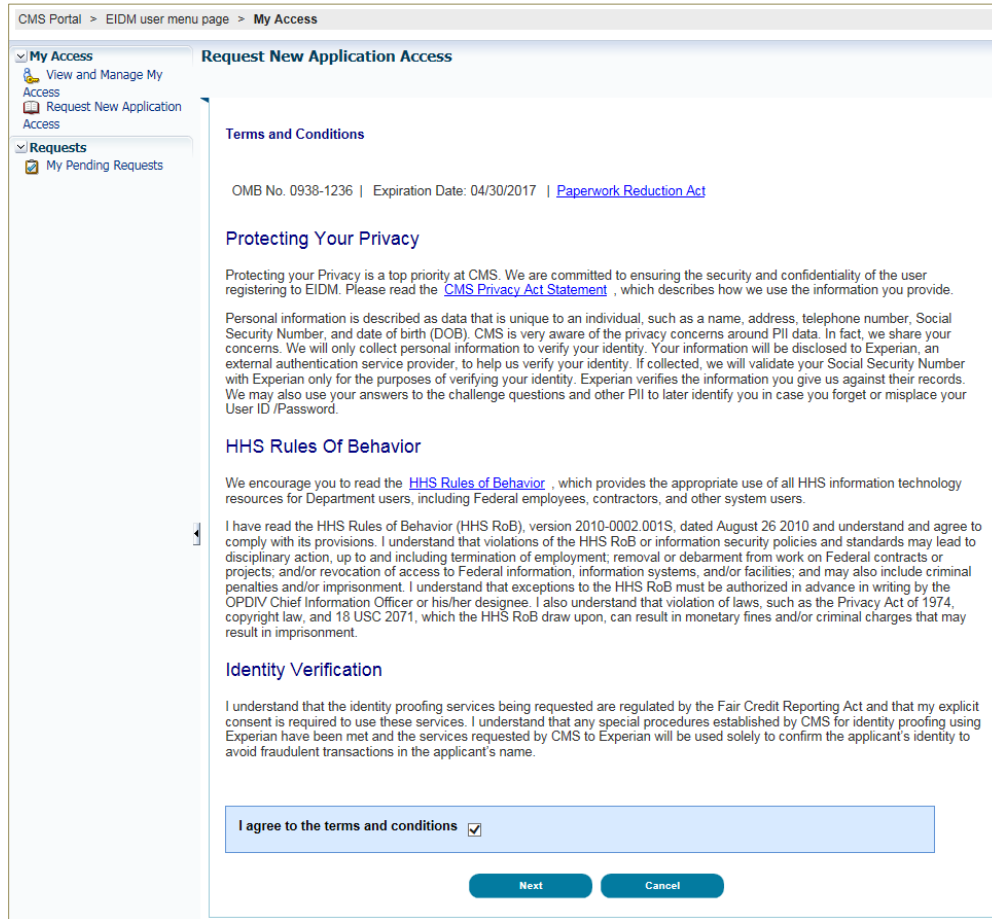 CMS Portal > EIDM user menu page > My Access
My Access
View and Manage My
Access
Request New Application
Access
Requests
My Pending Requests
Request New Application Access
Terms and Conditions
OMB No. 0938-1236 | Expiration Date: 04/30/2017 | Paperwork Reduction Act
Protecting Your Privacy
Protecting your Privacy is a top priority at CMS. We are committed to ensuring the security and confidentiality of the user
registering to EIDM. Please read the CMS Privacy Act Statement , which describes how we use the information you provide.
Personal information is described as data that is unique to an individual, such as a name, address, telephone number, Social
Security Number, and date of birth (DOB). CMS is very aware of the privacy concerns around PII data. In fact, we share your
concerns. We will only collect personal information to verify your identity. Your information will be disclosed to Experian, an
external authentication service provider, to help us verify your identity. If collected, we will validate your Social Security Number
with Experian only for the purposes of verifying your identity. Experian verifies the information you give us against their records.
We may also use your answers to the challenge questions and other PII to later identify you in case you forget or misplace your
User ID /Password.
HHS Rules Of Behavior
We encourage you to read the HHS Rules of Behavior , which provides the appropriate use of all HHS information technology
resources for Department users, including Federal employees, contractors, and other system users.
I have read the HHS Rules of Behavior (HHS RoB), version 2010-0002.001S, dated August 26 2010 and understand and agree to
comply with its provisions. I understand that violations of the HHS RoB or information security policies and standards may lead to
disciplinary action, up to and including termination of employment; removal or debarment from work on Federal contracts or
projects; and/or revocation of access to Federal information, information systems, and/or facilities; and may also include criminal
penalties and/or imprisonment. I understand that exceptions to the HHS RoB must be authorized in advance in writing by the
OPDIV Chief Information Officer or his/her designee. I also understand that violation of laws, such as the Privacy Act of 1974,
copyright law, and 18 USC 2071, which the HHS RoB draw upon, can result in monetary fines and/or criminal charges that may
result in imprisonment.
Identity Verification
I understand that the identity proofing services being requested are regulated by the Fair Credit Reporting Act and that my explicit
consent is required to use these services. I understand that any special procedures established by CMS for identity proofing using
Experian have been met and the services requested by CMS to Experian will be used solely to confirm the applicant's identity to
avoid fraudulent transactions in the applicant's name.
I agree to the terms and conditions
Next
Cancel